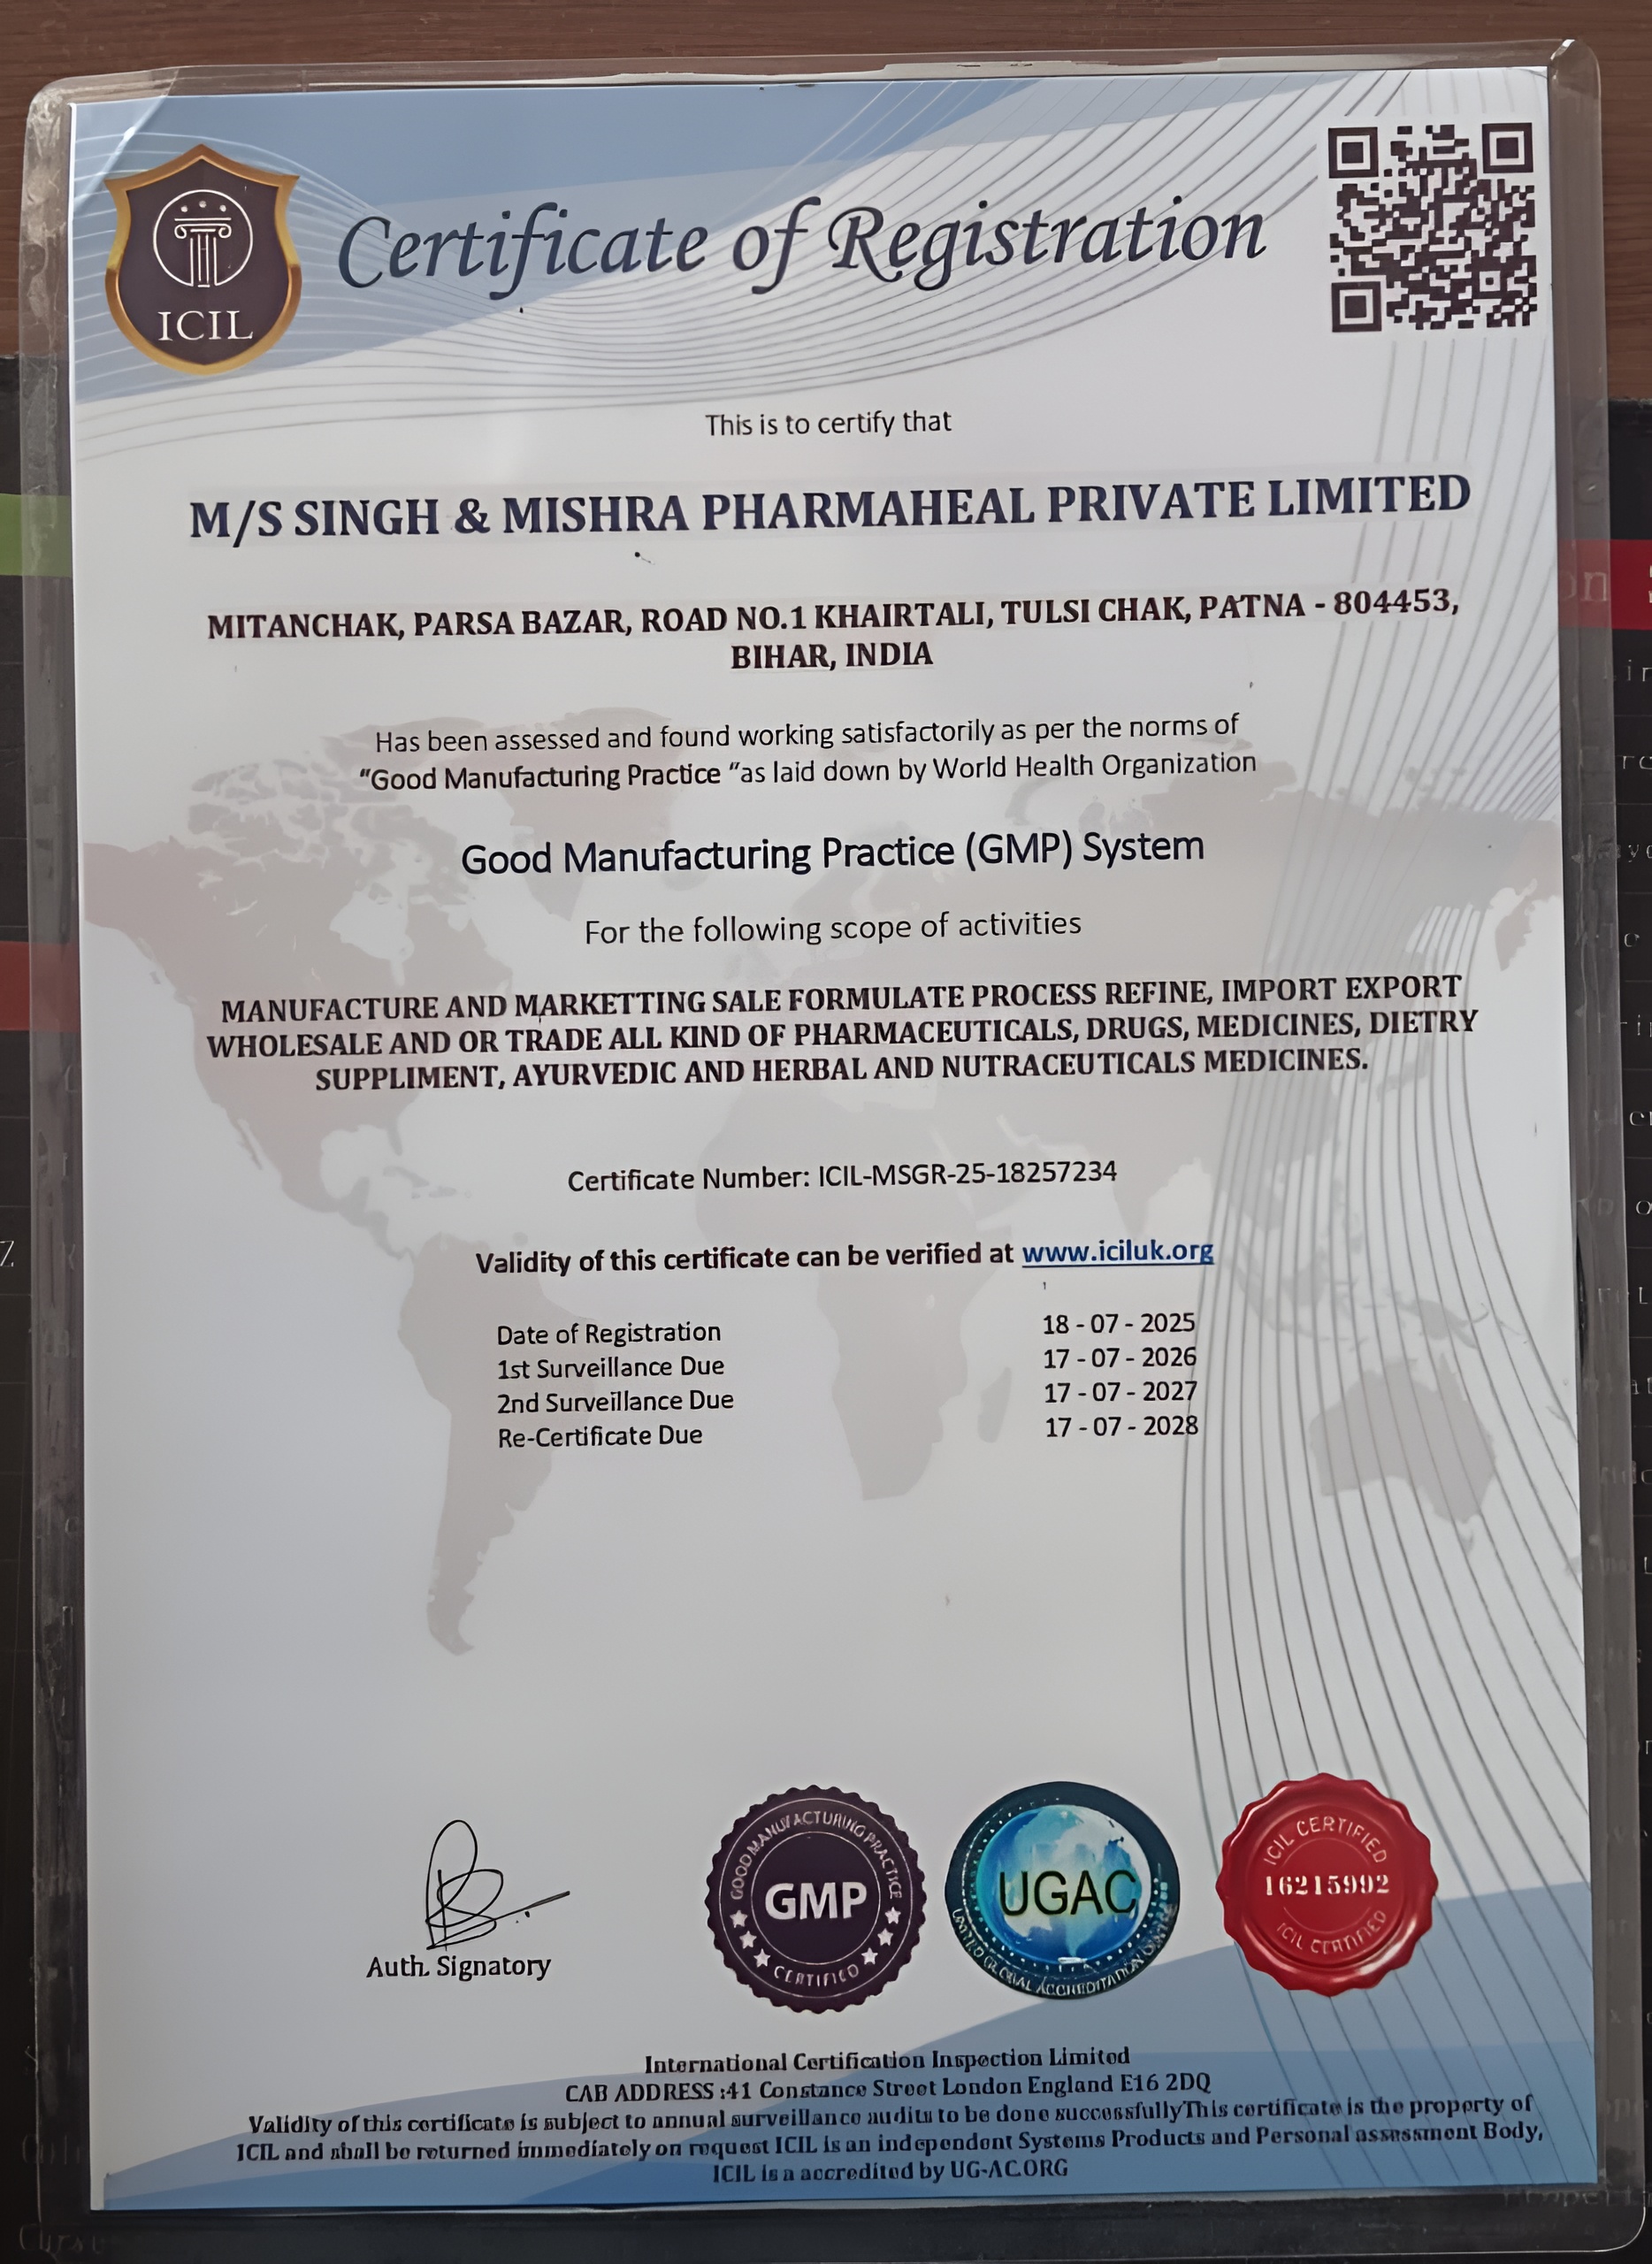 ICIL
Certificate of Registration
This is to certify that
M/S SINGH & MISHRA PHARMAHEAL PRIVATE LIMITED
MITANCHAK, PARSA BAZAR, ROAD NO.1 KHAIRTALI, TULSI CHAK, PATNA - 804453,
BIHAR, INDIA
Has been assessed and found working satisfactorily as per the norms of
“Good Manufacturing Practice “as laid down by World Health Organization
Good Manufacturing Practice (GMP) System
For the following scope of activities
MANUFACTURE AND MARKETTING SALE FORMULATE PROCESS REFINE, IMPORT EXPORT
WHOLESALE AND OR TRADE ALL KIND OF PHARMACEUTICALS, DRUGS, MEDICINES, DIETRY
SUPPLIMENT, AYURVEDIC AND HERBAL AND NUTRACEUTICALS MEDICINES.
Certificate Number: ICIL-MSGR-25-18257234
Validity of this certificate can be verified at www.iciluk.org
Date of Registration 18 - 07 - 2025
1st Surveillance Due 17 - 07 - 2026
2nd Surveillance Due 17 - 07 - 2027
Re-Certificate Due 17 - 07 - 2028
Auth. Signatory
GOOD MANUFACTURING PRACTICE
GMP
CERTIFIED
UGAC
GLOBAL ACCREDITATION
ICIL CERTIFIED
16215992
ICIL CERTIFIED
International Certification Inspection Limited
CAB ADDRESS :41 Constance Street London England E16 2DQ
Validity of this certificate is subject to annual surveillance audits to be done successfullyThis certificate is the property of
ICIL and shall be returned immediately on request ICIL is an independent Systems Products and Personal assessment Body,
ICIL is a accredited by UG-AC.ORG